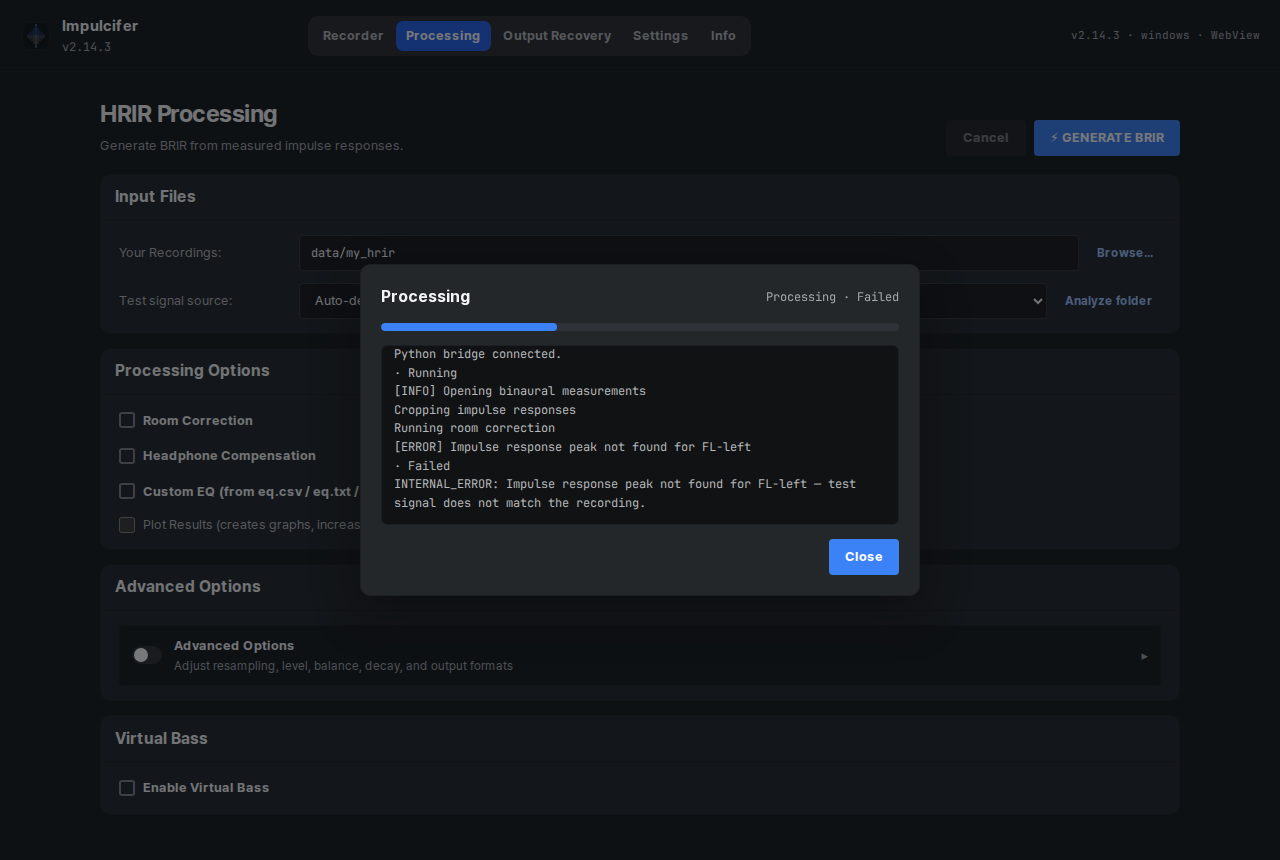 Impulcifer
v2.14.3
Recorder
Processing
Output Recovery
Settings
Info
v2.14.3 · windows · WebView
HRIR Processing
Generate BRIR from measured impulse responses.
Cancel
⚡ GENERATE BRIR
Input Files
Your Recordings:
data/my_hrir
Browse...
Test signal source:
Auto-de
Analyze folder
Processing
Processing · Failed
Python bridge connected.
· Running
[INFO] Opening binaural measurements
Cropping impulse responses
Running room correction
[ERROR] Impulse response peak not found for FL-left
· Failed
INTERNAL_ERROR: Impulse response peak not found for FL-left — test
signal does not match the recording.
Close
Processing Options
Room Correction
Headphone Compensation
Custom EQ (from eq.csv / eq.txt /
Plot Results (creates graphs, increas
Advanced Options
Advanced Options
Adjust resampling, level, balance, decay, and output formats
Virtual Bass
Enable Virtual Bass